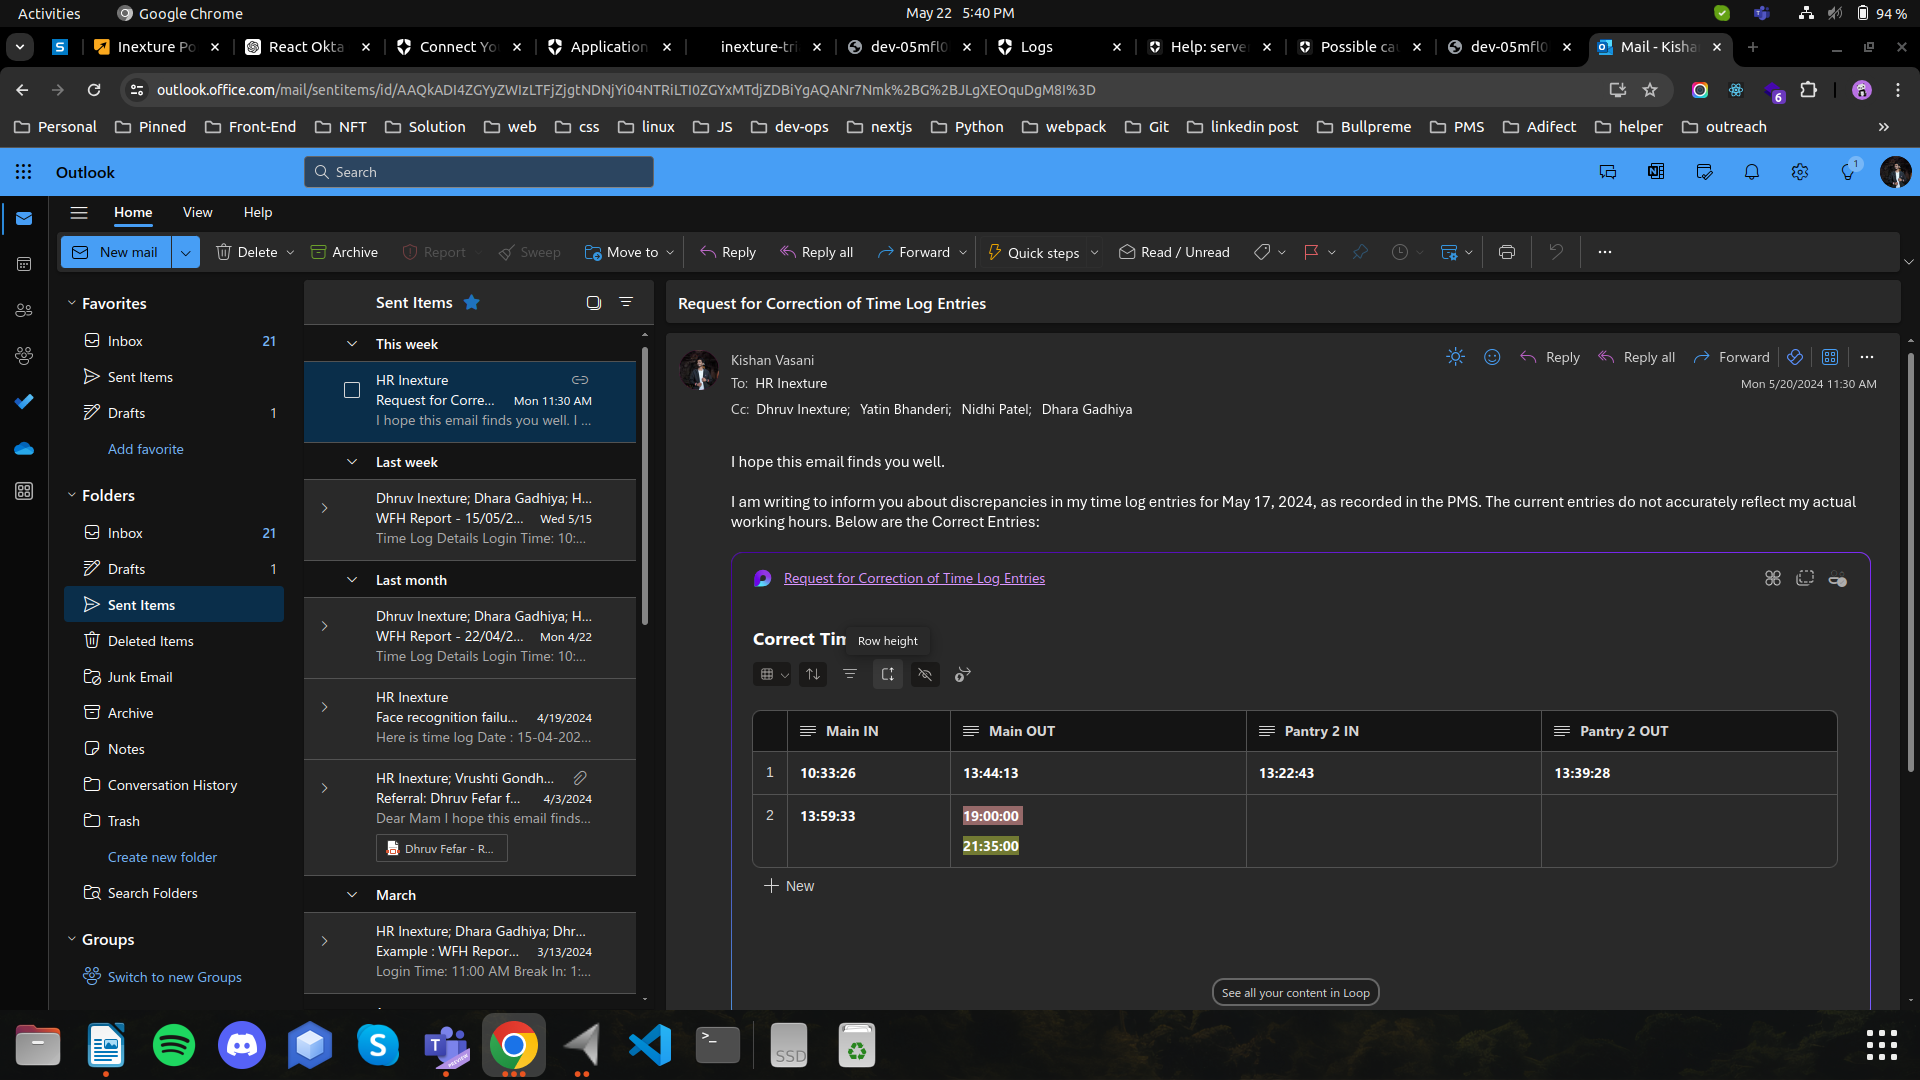 Activities
Google Chrome
May 22 5:40 PM
94 %
Inexture Po
React Okta
Connect Yo
Application
inexture-tri
dev-05mfl0
Logs
Help: serve
Possible ca
dev-05mfl0
Mail - Kisha
outlook.office.com/mail/sentitems/id/AAQkADI4ZGYyZWIzLTFjZjgtNDNjYi04NTRiLTI0ZGYxMTdjZDBiYgAQANr7Nmk%2BG%2BJLgXEOquDgM8I%3D
6
Personal
Pinned
Front-End
NFT
Solution
web
css
linux
JS
dev-ops
nextjs
Python
webpack
Git
linkedin post
Bullpreme
PMS
Adifect
helper
outreach
Outlook
Search
1
Home
View
Help
New mail
Delete
Archive
Report
Sweep
Move to
Reply
Reply all
Forward
Quick steps
Read / Unread
Favorites
Inbox 21
Sent Items
Drafts 1
Add favorite
Folders
Inbox 21
Drafts 1
Sent Items
Deleted Items
Junk Email
Archive
Notes
Conversation History
Trash
Create new folder
Search Folders
Groups
Switch to new Groups
Sent Items
This week
HR Inexture
Request for Corre... Mon 11:30 AM
I hope this email finds you well. I ...
Last week
Dhruv Inexture; Dhara Gadhiya; H...
WFH Report - 15/05/2... Wed 5/15
Time Log Details Login Time: 10:...
Last month
Dhruv Inexture; Dhara Gadhiya; H...
WFH Report - 22/04/2... Mon 4/22
Time Log Details Login Time: 10:...
HR Inexture
Face recognition failu... 4/19/2024
Here is time log Date : 15-04-202...
HR Inexture; Vrushti Gondh...
Referral: Dhruv Fefar f... 4/3/2024
Dear Mam I hope this email finds...
Dhruv Fefar - R...
March
HR Inexture; Dhara Gadhiya; Dhr...
Example : WFH Repor... 3/13/2024
Login Time: 11:00 AM Break In: 1:...
Request for Correction of Time Log Entries
Kishan Vasani
Reply
Reply all
Forward
To: HR Inexture
Mon 5/20/2024 11:30 AM
Cc: Dhruv Inexture; Yatin Bhanderi; Nidhi Patel; Dhara Gadhiya
I hope this email finds you well.
I am writing to inform you about discrepancies in my time log entries for May 17, 2024, as recorded in the PMS. The current entries do not accurately reflect my actual
working hours. Below are the Correct Entries:
Request for Correction of Time Log Entries
Correct Tim
Row height
Main IN Main OUT Pantry 2 IN Pantry 2 OUT
1 10:33:26 13:44:13 13:22:43 13:39:28
2 13:59:33 19:00:00
21:35:00
New
See all your content in Loop
SSD